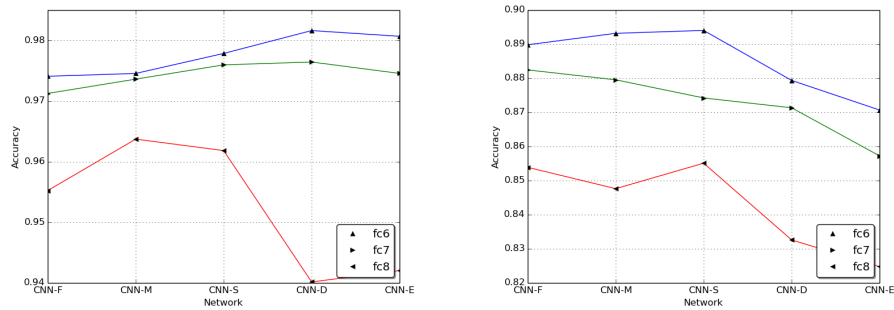 0.98
0.97
0.96
0.95
0.94
Accuracy
CNN-F CNN-M CNN-S CNN-D CNN-E
Network
fc6
fc7
fc8
0.90
0.89
0.88
0.87
0.86
0.85
0.84
0.83
0.82
Accuracy
CNN-F CNN-M CNN-S CNN-D CNN-E
Network
fc6
fc7
fc8